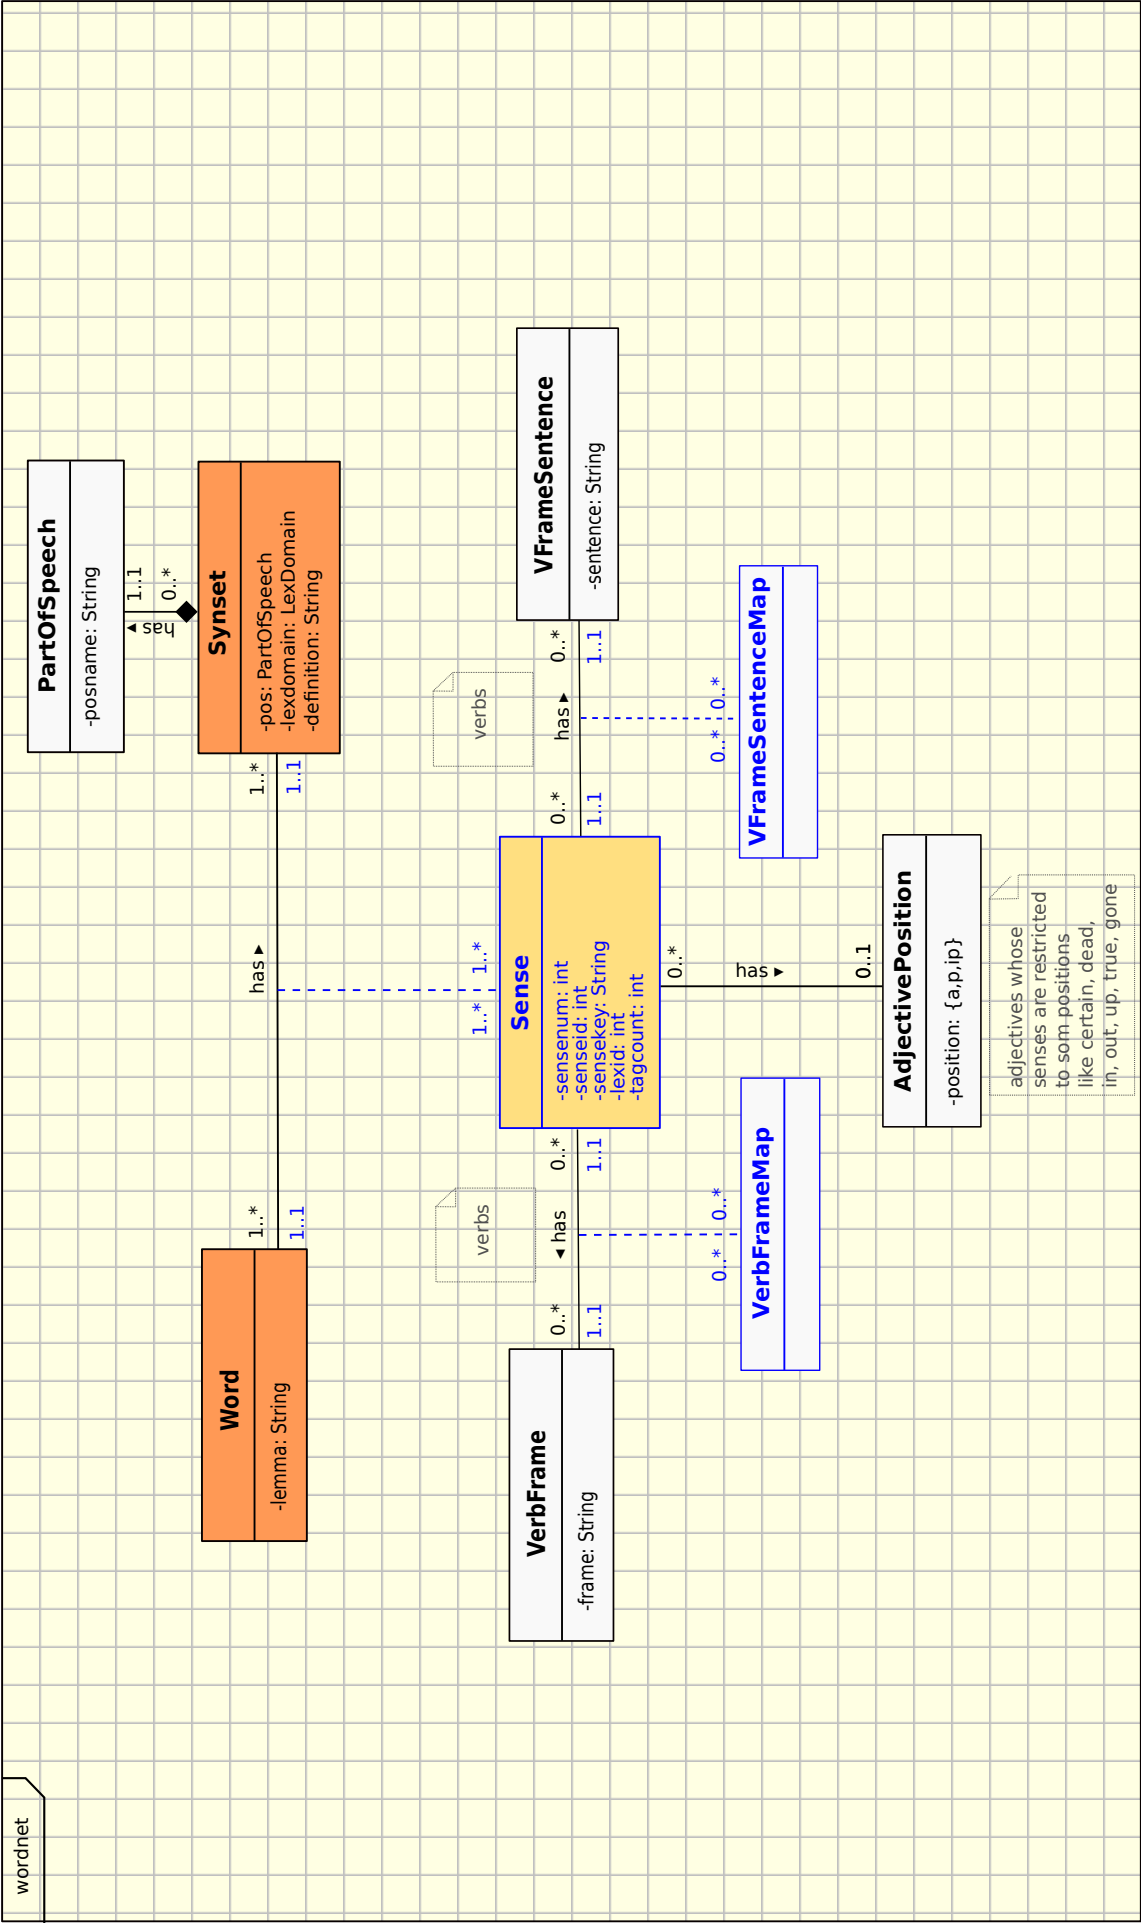 wordnet
PartOfSpeech
-posname: String
1..1
has ▸
0..*
Word
-lemma: String
1..*
1..1
has ▸
1..*
1..1
Synset
-pos: PartOfSpeech
-lexdomain: LexDomain
-definition: String
verbs
verbs
1..*
1..*
VerbFrame
-frame: String
0..*
1..1
◂ has
0..*
1..1
Sense
-sensenum: int
-senseid: int
-sensekey: String
-lexid: int
-tagcount: int
0..*
1..1
has ▸
0..*
1..1
VFrameSentence
-sentence: String
0..*
0..*
VerbFrameMap
0..*
has ▾
0..1
0..*
0..*
VFrameSentenceMap
AdjectivePosition
-position: {a,p,ip}
adjectives whose
senses are restricted
to som positions
like certain, dead,
in, out, up, true, gone